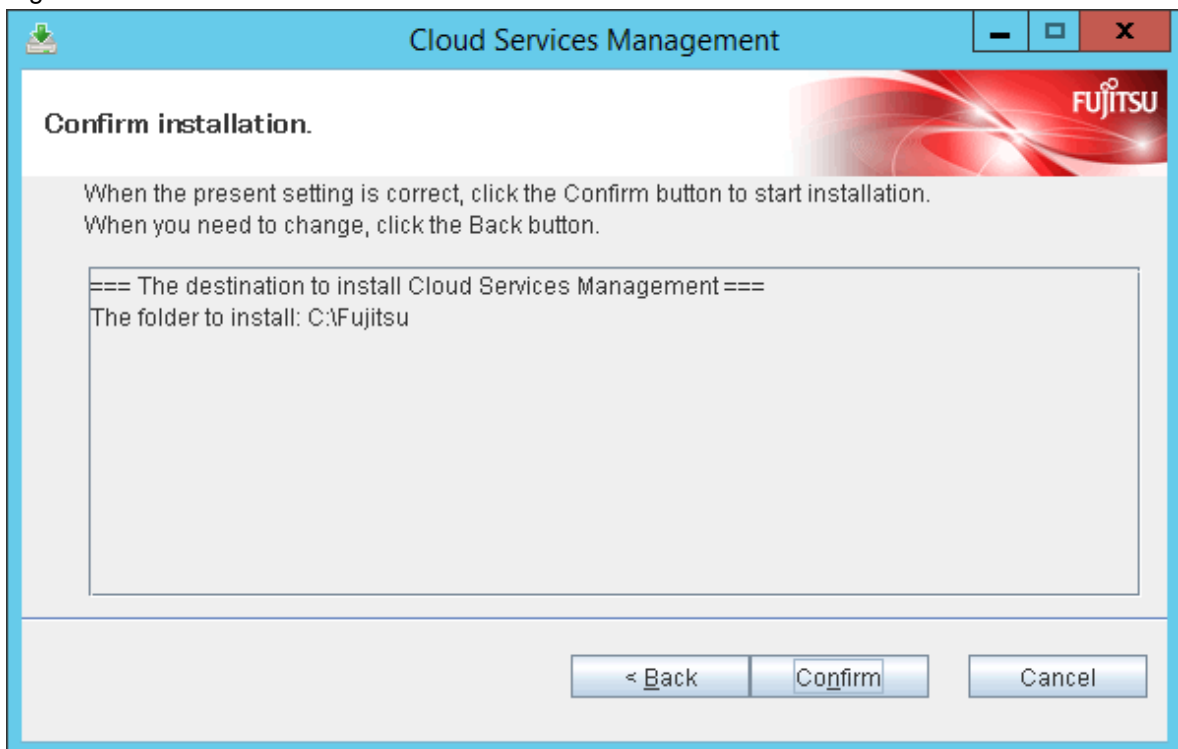 Cloud Services Management
x
FUJITSU
Confirm installation.
When the present setting is correct, click the Confirm button to start installation.
When you need to change, click the Back button.
=== The destination to install Cloud Services Management ===
The folder to install: C:\Fujitsu
< Back
Confirm
Cancel